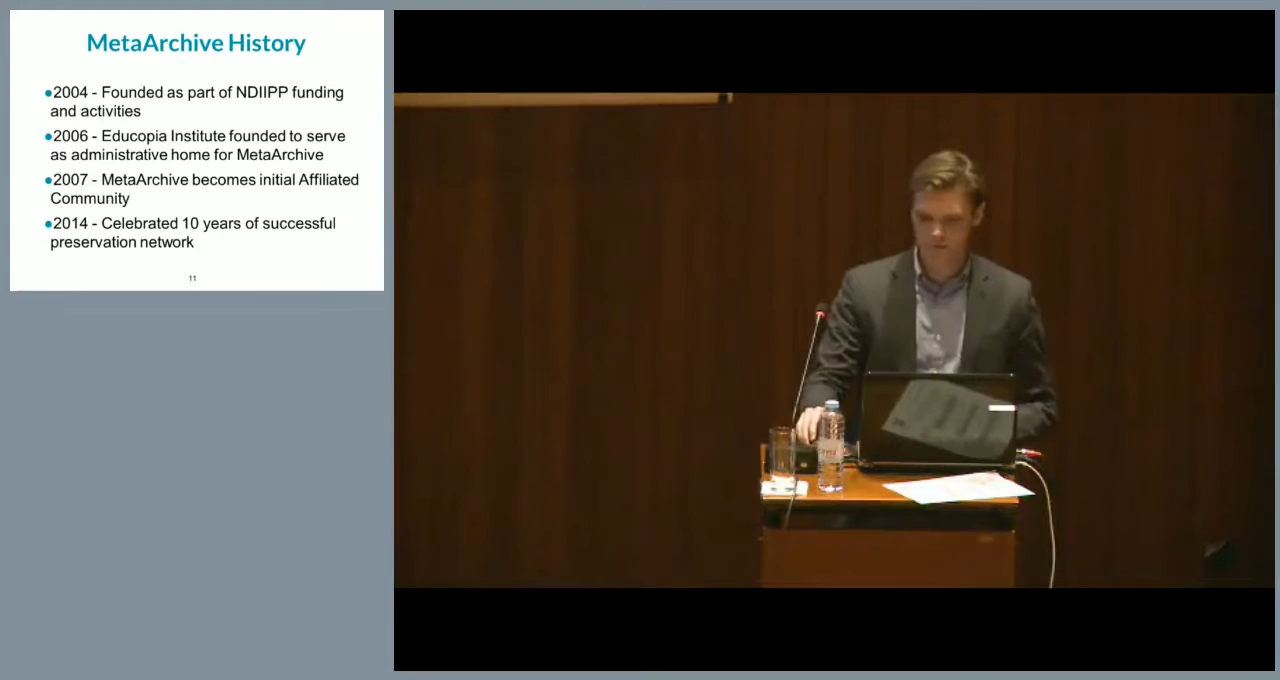 MetaArchive History
●2004 - Founded as part of NDIIPP funding
and activities
●2006 - Educopia Institute founded to serve
as administrative home for MetaArchive
●2007 - MetaArchive becomes initial Affiliated
Community
●2014 - Celebrated 10 years of successful
preservation network
11